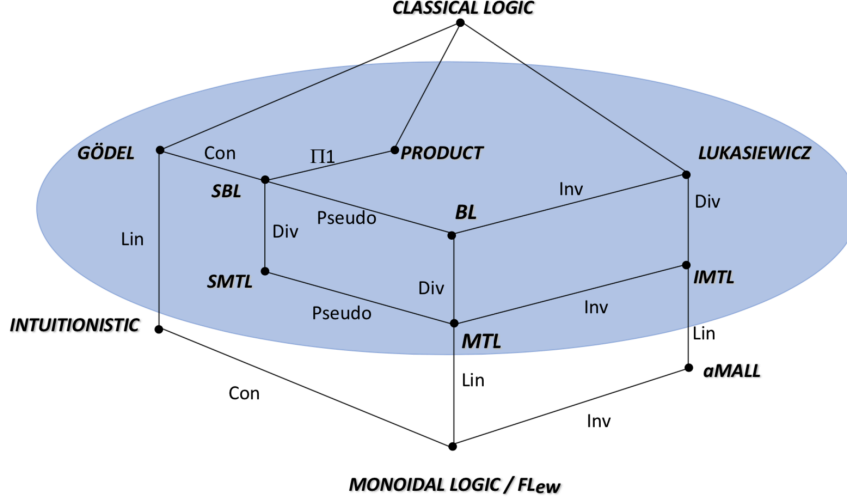 CLASSICAL LOGIC
GÖDEL
Con
Π1
PRODUCT
LUKASIEWICZ
SBL
Pseudo
BL
Inv
Div
Lin
Div
SMTL
Div
IMTL
Pseudo
Inv
INTUITIONISTIC
MTL
Lin
Lin
aMALL
Con
Inv
MONOIDAL LOGIC / FLew